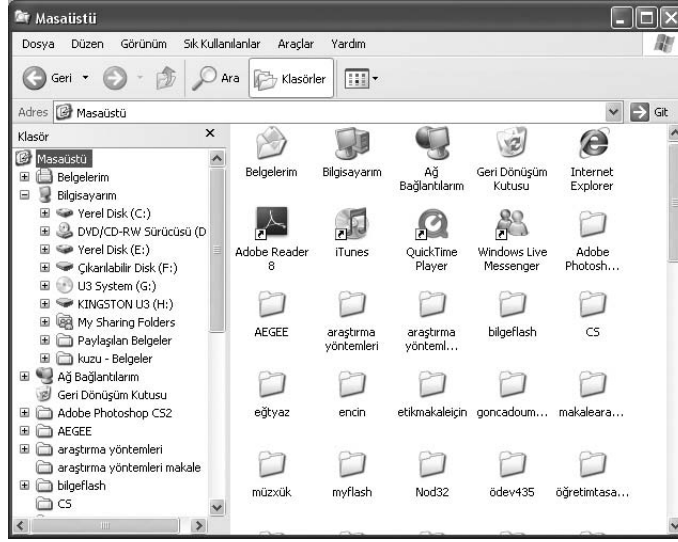 Masaüstü
Dosya Düzen Görünüm Sık Kullanılanlar Araçlar Yardım
Geri Ara Klasörler
Adres Masaüstü Git
Klasör
Masaüstü
Belgelerim
Bilgisayarım
Yerel Disk (C:)
DVD/CD-RW Sürücüsü (D
Yerel Disk (E:)
Çıkarılabilir Disk (F:)
U3 System (G:)
KINGSTON U3 (H:)
My Sharing Folders
Paylaşılan Belgeler
kuzu - Belgeler
Ağ Bağlantılarım
Geri Dönüşüm Kutusu
Adobe Photoshop CS2
AEGEE
araştırma yöntemleri
araştırma yöntemleri makale
bilgeflash
CS
Belgelerim Bilgisayarım Ağ Geri Dönüşüm Internet
Bağlantılarım Kutusu Explorer
Adobe Reader iTunes QuickTime Windows Live Adobe
8 Player Messenger Photosh...
AEGEE araştırma araştırma bilgeflash CS
yöntemleri yönteml...
eğtyaz encin etikmakaleiçin goncadoum... makaleara...
müzxük myflash Nod32 ödev435 öğretimtasa...